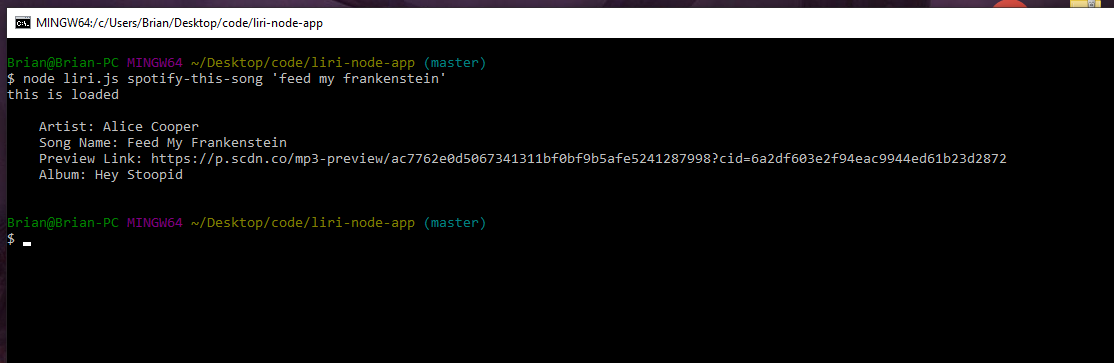 MINGW64:/c/Users/Brian/Desktop/code/liri-node-app
Brian@Brian-PC MINGW64 ~/Desktop/code/liri-node-app (master)
$ node liri.js spotify-this-song 'feed my frankenstein'
this is loaded
Artist: Alice Cooper
Song Name: Feed My Frankenstein
Preview Link: https://p.scdn.co/mp3-preview/ac7762e0d5067341311bf0bf9b5afe5241287998?cid=6a2df603e2f94eac9944ed61b23d2872
Album: Hey Stoopid
Brian@Brian-PC MINGW64 ~/Desktop/code/liri-node-app (master)
$